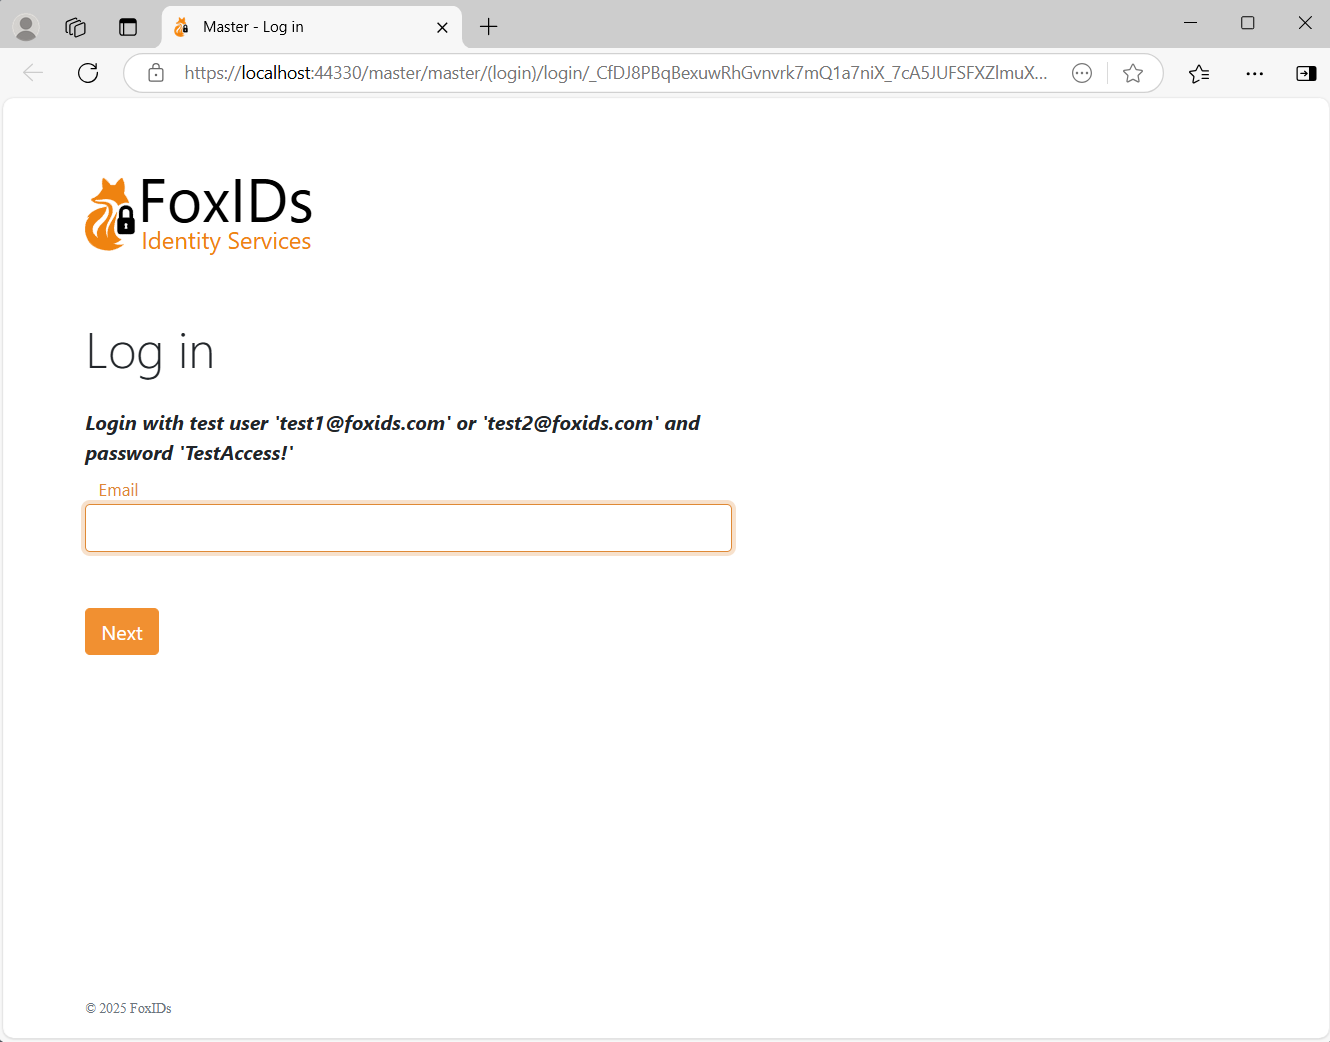 Master - Log in
https://localhost:44330/master/master/(login)/login/_CfDJ8PBqBexuwRhGvnvrk7mQ1a7niX_7cA5JUFSFXZlmuX...
FoxIDs
Identity Services
Log in
Login with test user 'test1@foxids.com' or 'test2@foxids.com' and
password 'TestAccess!'
Email
Next
© 2025 FoxIDs